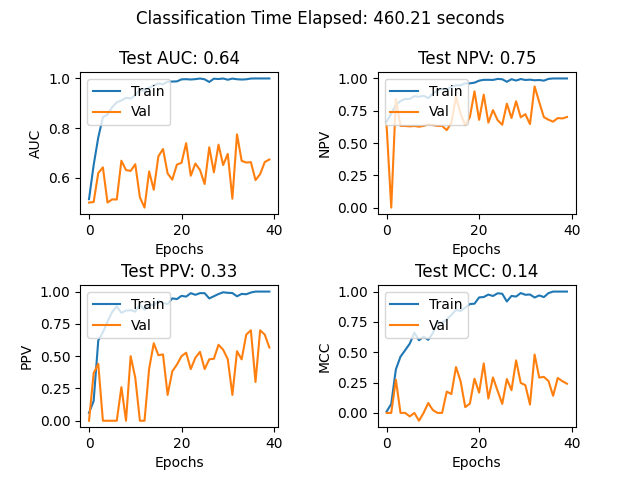 Classification Time Elapsed: 460.21 seconds
Test AUC: 0.64
Test NPV: 0.75
1.0
0.8
0.6
AUC
Train
Val
0
20
40
Epochs
1.00
0.75
0.50
0.25
0.00
NPV
Train
Val
0
20
40
Epochs
Test PPV: 0.33
Test MCC: 0.14
1.00
0.75
0.50
0.25
0.00
PPV
Train
Val
0
20
40
Epochs
1.00
0.75
0.50
0.25
0.00
MCC
Train
Val
0
20
40
Epochs